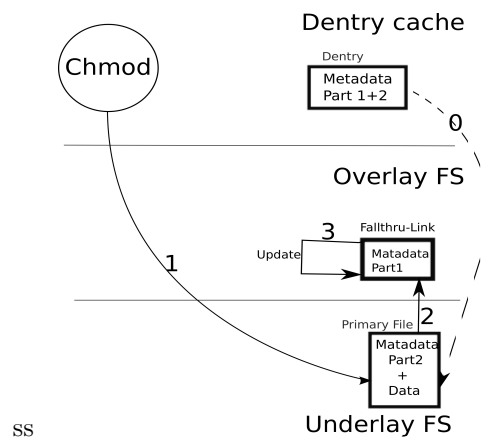 Dentry cache
Dentry
Chmod
Metadata
Part 1+2
0
Overlay FS
Fallthru-Link
3
Update
Matadata
Part1
1
2
Primary File
Matadata
Part2
+
Data
Underlay FS
ss